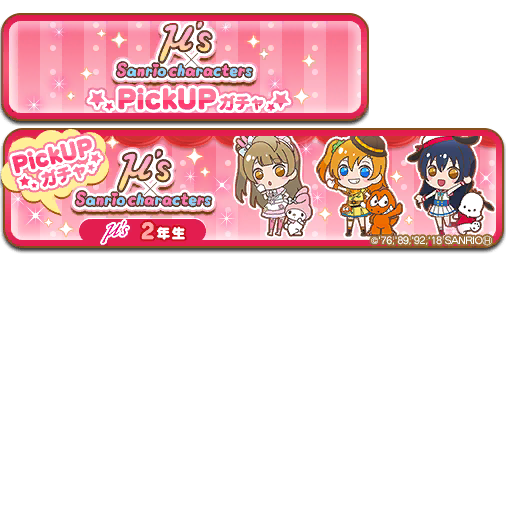 μ's
×
Sanrio characters
PickUPガチャ
PickUP
ガチャ
μ's
×
Sanrio characters
μ's 2年生
©'76,'89,'92,'18 SANRIO Ⓗ